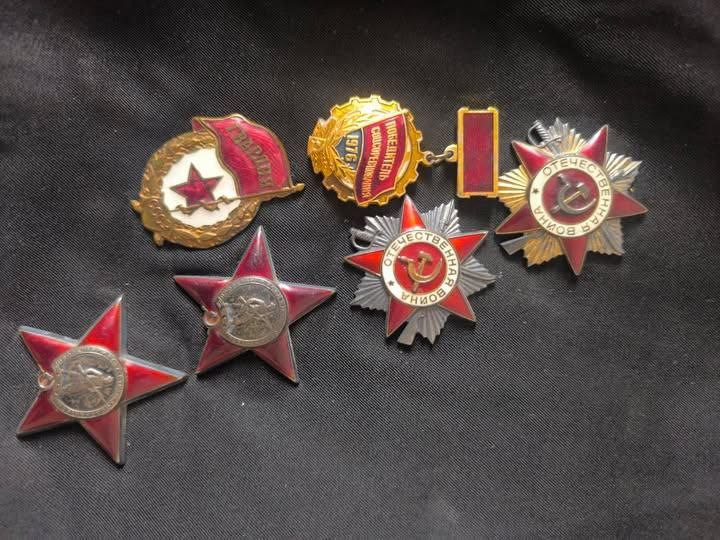 ГВАРДИЯ
1976 г.
ПОБЕДИТЕЛЬ
СОЦСОРЕВНОВАНИЯ
ОТЕЧЕСТВЕННАЯ ВОЙНА
ОТЕЧЕСТВЕННАЯ ВОЙНА